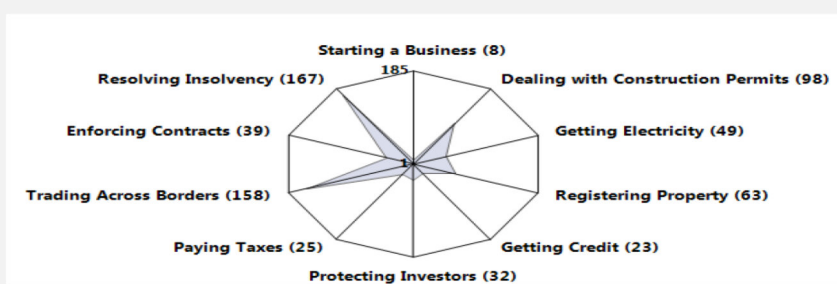 Starting a Business (8)
185
Resolving Insolvency (167)
Dealing with Construction Permits (98)
Enforcing Contracts (39)
Getting Electricity (49)
1
Trading Across Borders (158)
Registering Property (63)
Paying Taxes (25)
Getting Credit (23)
Protecting Investors (32)